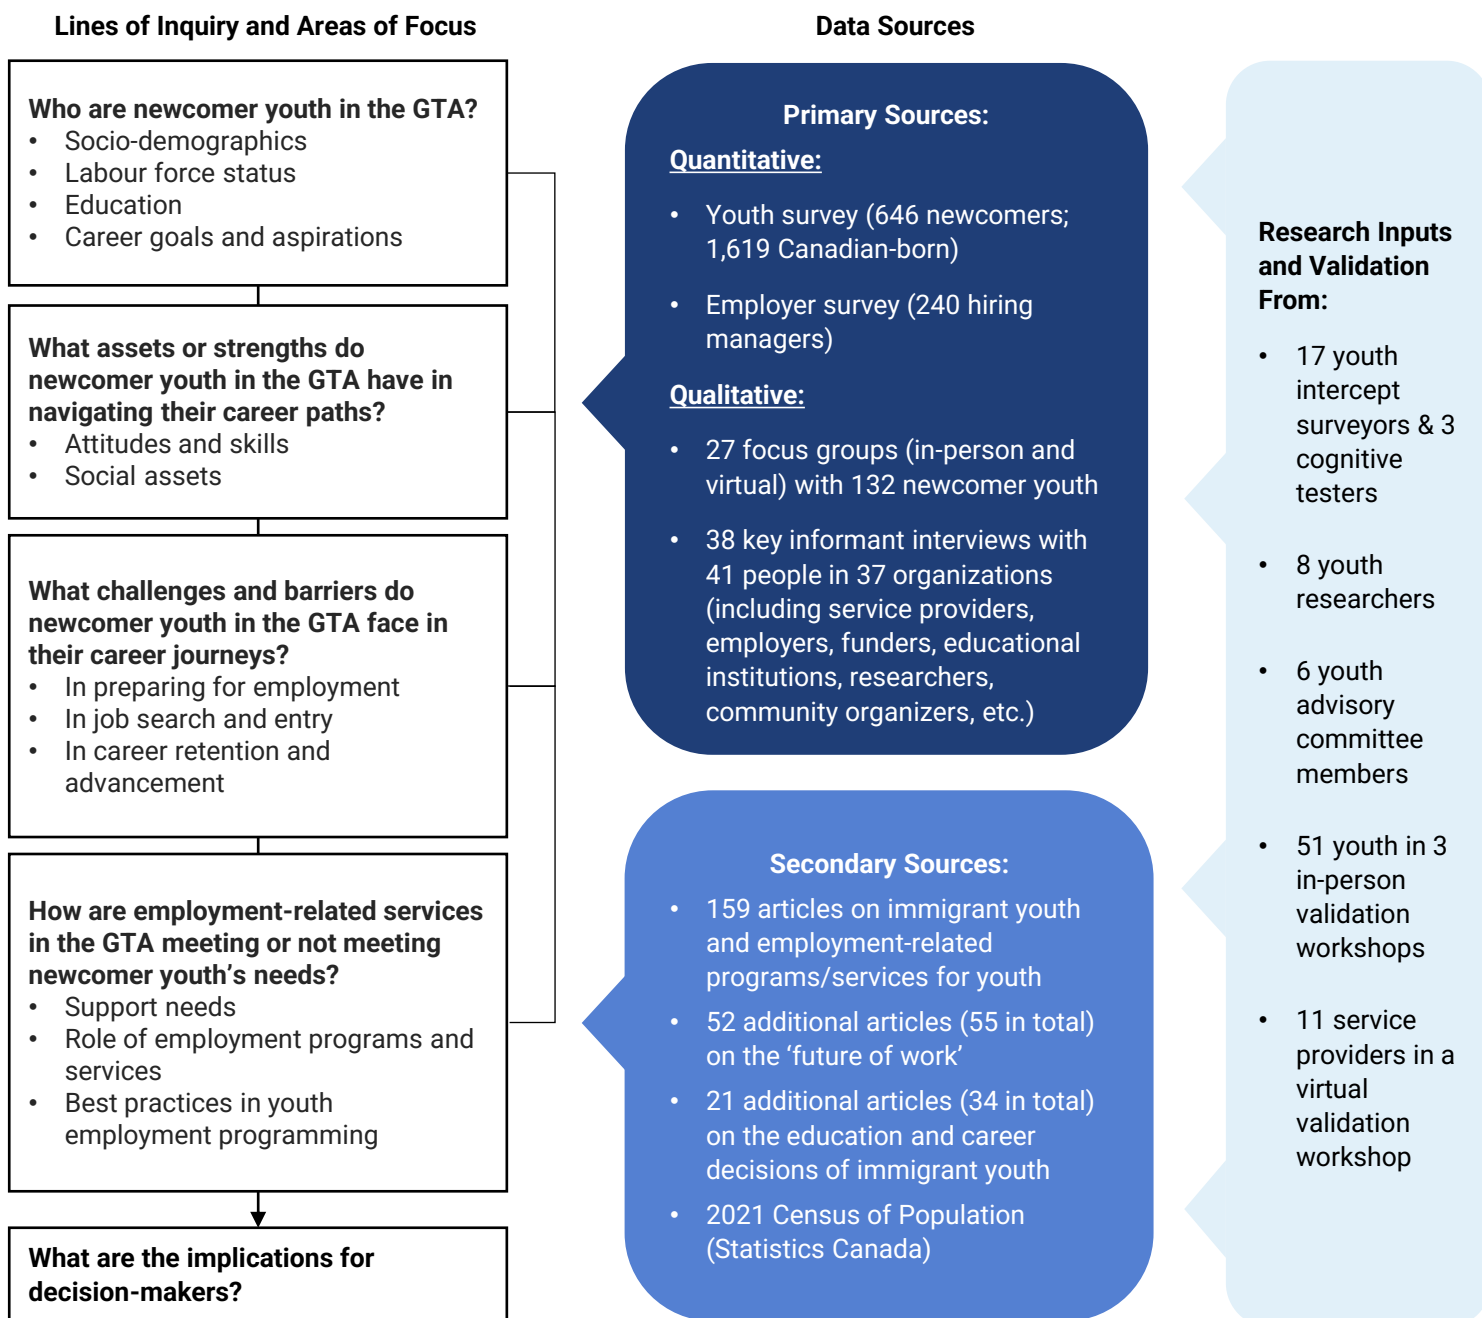 Lines of Inquiry and Areas of Focus
Who are newcomer youth in the GTA?
• Socio-demographics
• Labour force status
• Education
• Career goals and aspirations
What assets or strengths do
newcomer youth in the GTA have in
navigating their career paths?
• Attitudes and skills
• Social assets
What challenges and barriers do
newcomer youth in the GTA face in
their career journeys?
• In preparing for employment
• In job search and entry
• In career retention and
advancement
How are employment-related services
in the GTA meeting or not meeting
newcomer youth’s needs?
• Support needs
• Role of employment programs and
services
• Best practices in youth
employment programming
What are the implications for
decision-makers?
Data Sources
Primary Sources:
Quantitative:
• Youth survey (646 newcomers;
1,619 Canadian-born)
• Employer survey (240 hiring
managers)
Qualitative:
• 27 focus groups (in-person and
virtual) with 132 newcomer youth
• 38 key informant interviews with
41 people in 37 organizations
(including service providers,
employers, funders, educational
institutions, researchers,
community organizers, etc.)
Secondary Sources:
• 159 articles on immigrant youth
and employment-related
programs/services for youth
• 52 additional articles (55 in total)
on the ‘future of work’
• 21 additional articles (34 in total)
on the education and career
decisions of immigrant youth
• 2021 Census of Population
(Statistics Canada)
Research Inputs
and Validation
From:
• 17 youth
intercept
surveyors & 3
cognitive
testers
• 8 youth
researchers
• 6 youth
advisory
committee
members
• 51 youth in 3
in-person
validation
workshops
• 11 service
providers in a
virtual
validation
workshop